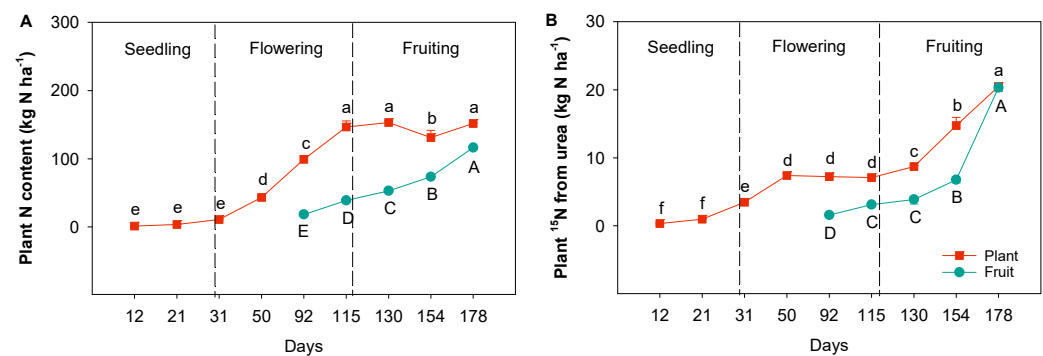 A
Plant N content (kg N ha-1)
300
200
100
0
Seedling Flowering Fruiting
e e e d c a a b a
E D C B A
12 21 31 50 92 115 130 154 178
Days
B
Plant 15N from urea (kg N ha-1)
30
20
10
0
Seedling Flowering Fruiting
f f e d d d c b a
D C C B A
Plant
Fruit
12 21 31 50 92 115 130 154 178
Days